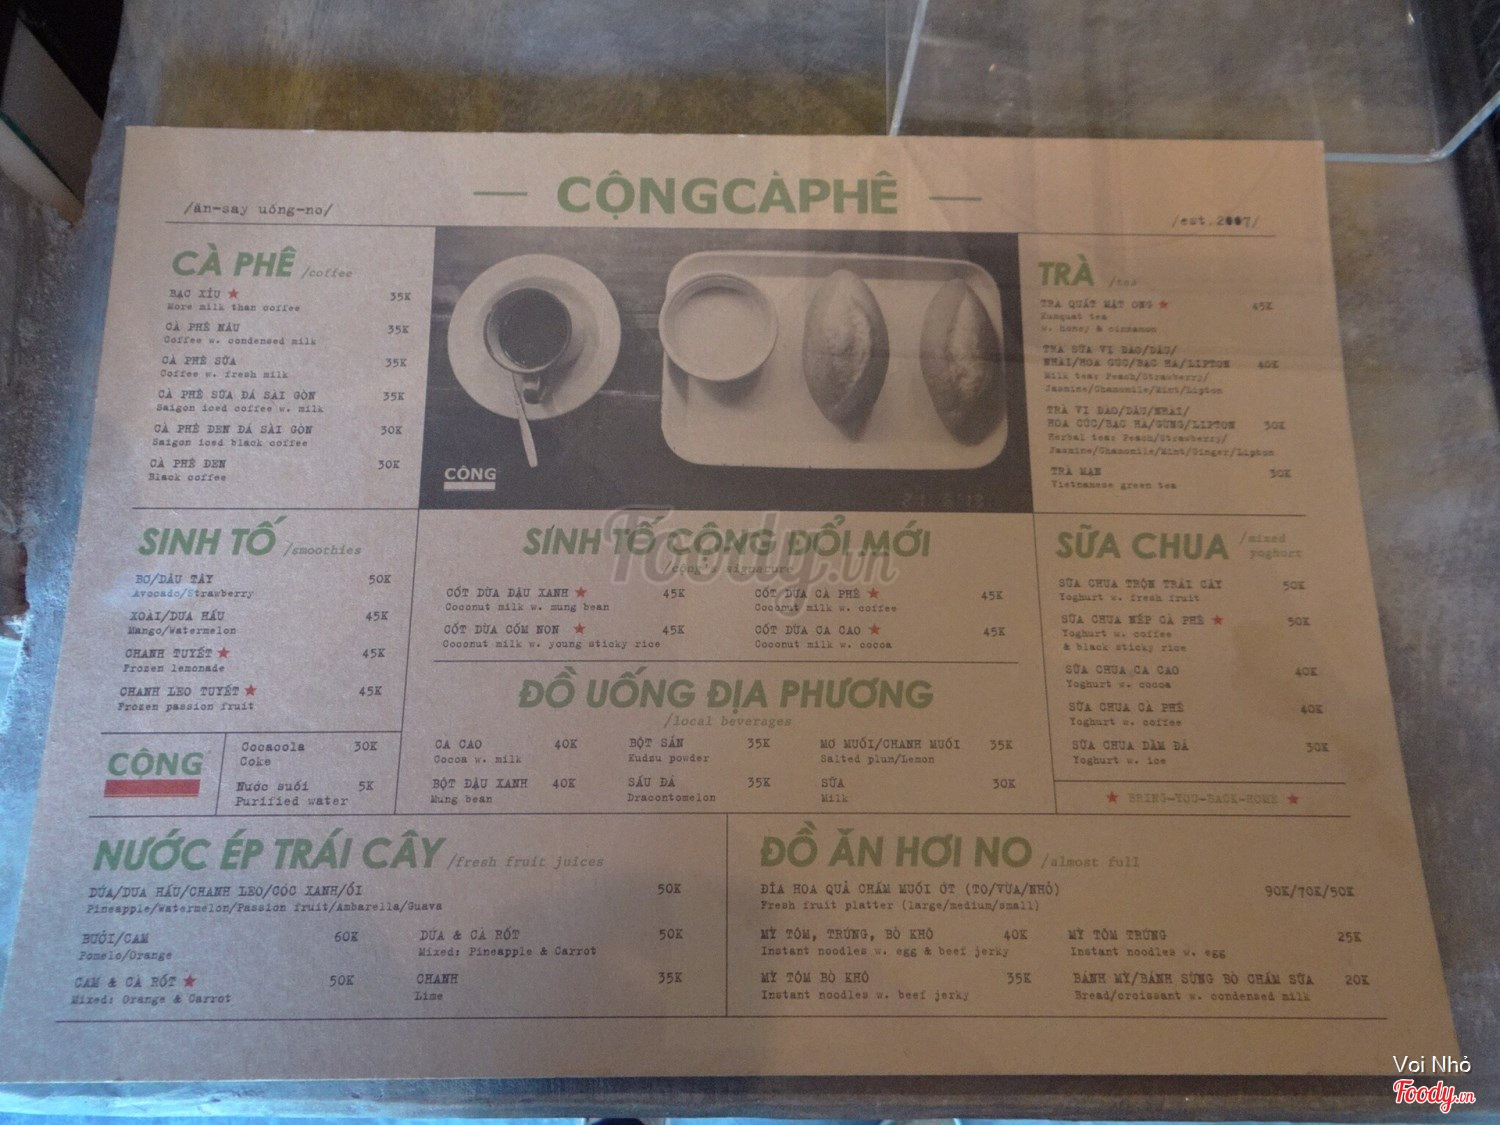 /ăn-say uống-no/
— CỘNGCÀPHÊ —
/est.2007/
CÀ PHÊ /coffee
BẠC XỈU ★ 35K
More milk than coffee
CÀ PHÊ NÂU 35K
Coffee w. condensed milk
CÀ PHÊ SỮA 35K
Coffee w. fresh milk
CÀ PHÊ SỮA ĐÁ SÀI GÒN 35K
Saigon iced coffee w. milk
CÀ PHÊ ĐEN ĐÁ SÀI GÒN 30K
Saigon iced black coffee
CÀ PHÊ ĐEN 30K
Black coffee
CỘNG
TRÀ /tea
TRÀ QUẤT MẬT ONG ★ 45K
Kumquat tea
w. honey & cinnamon
TRÀ SỮA VỊ ĐÀO/DÂU/
NHÀI/HOA CÚC/BẠC HÀ/LIPTON 40K
Milk tea: Peach/Strawberry/
Jasmine/Chamomile/Mint/Lipton
TRÀ VỊ ĐÀO/DÂU/NHÀI/
HOA CÚC/BẠC HÀ/GỪNG/LIPTON 30K
Herbal tea: Peach/Strawberry/
Jasmine/Chamomile/Mint/Ginger/Lipton
TRÀ MẠN 30K
Vietnamese green tea
SINH TỐ /smoothies
BƠ/DÂU TÂY 50K
Avocado/Strawberry
XOÀI/DƯA HẤU 45K
Mango/Watermelon
CHANH TUYẾT ★ 45K
Frozen lemonade
CHANH LEO TUYẾT ★ 45K
Frozen passion fruit
SINH TỐ CỘNG ĐỔI MỚI
/cộng's signature
CỐT DỪA ĐẬU XANH ★ 45K
Coconut milk w. mung bean
CỐT DỪA CÀ PHÊ ★ 45K
Coconut milk w. coffee
CỐT DỪA CỐM NON ★ 45K
Coconut milk w. young sticky rice
CỐT DỪA CA CAO ★ 45K
Coconut milk w. cocoa
Foody.vn
SỮA CHUA /mixed
yoghurt
SỮA CHUA TRỘN TRÁI CÂY 50K
Yoghurt w. fresh fruit
SỮA CHUA NẾP CÀ PHÊ ★ 50K
Yoghurt w. coffee
& black sticky rice
SỮA CHUA CA CAO 40K
Yoghurt w. cocoa
SỮA CHUA CÀ PHÊ 40K
Yoghurt w. coffee
SỮA CHUA DẦM ĐÁ 30K
Yoghurt w. ice
★ BRING-YOU-BACK-HOME ★
CỘNG
Cocacola 30K
Coke
Nước suối 5K
Purified water
ĐỒ UỐNG ĐỊA PHƯƠNG
/local beverages
CA CAO 40K
Cocoa w. milk
BỘT SẮN 35K
Kudzu powder
MƠ MUỐI/CHANH MUỐI 35K
Salted plum/Lemon
BỘT ĐẬU XANH 40K
Mung bean
SẤU ĐÁ 35K
Dracontomelon
SỮA 30K
Milk
NƯỚC ÉP TRÁI CÂY /fresh fruit juices
DỨA/DƯA HẤU/CHANH LEO/CÓC XANH/ỔI 50K
Pineapple/Watermelon/Passion fruit/Ambarella/Guava
BƯỞI/CAM 60K
Pomelo/Orange
DỨA & CÀ RỐT 50K
Mixed: Pineapple & Carrot
CAM & CÀ RỐT ★ 50K
Mixed: Orange & Carrot
CHANH 35K
Lime
ĐỒ ĂN HƠI NO /almost full
ĐĨA HOA QUẢ CHẤM MUỐI ỚT (TO/VỪA/NHỎ) 90K/70K/50K
Fresh fruit platter (large/medium/small)
MỲ TÔM, TRỨNG, BÒ KHÔ 40K
Instant noodles w. egg & beef jerky
MỲ TÔM TRỨNG 25K
Instant noodles w. egg
MỲ TÔM BÒ KHÔ 35K
Instant noodles w. beef jerky
BÁNH MỲ/BÁNH SỪNG BÒ CHẤM SỮA 20K
Bread/croissant w. condensed milk
Voi Nhỏ
Foody.vn